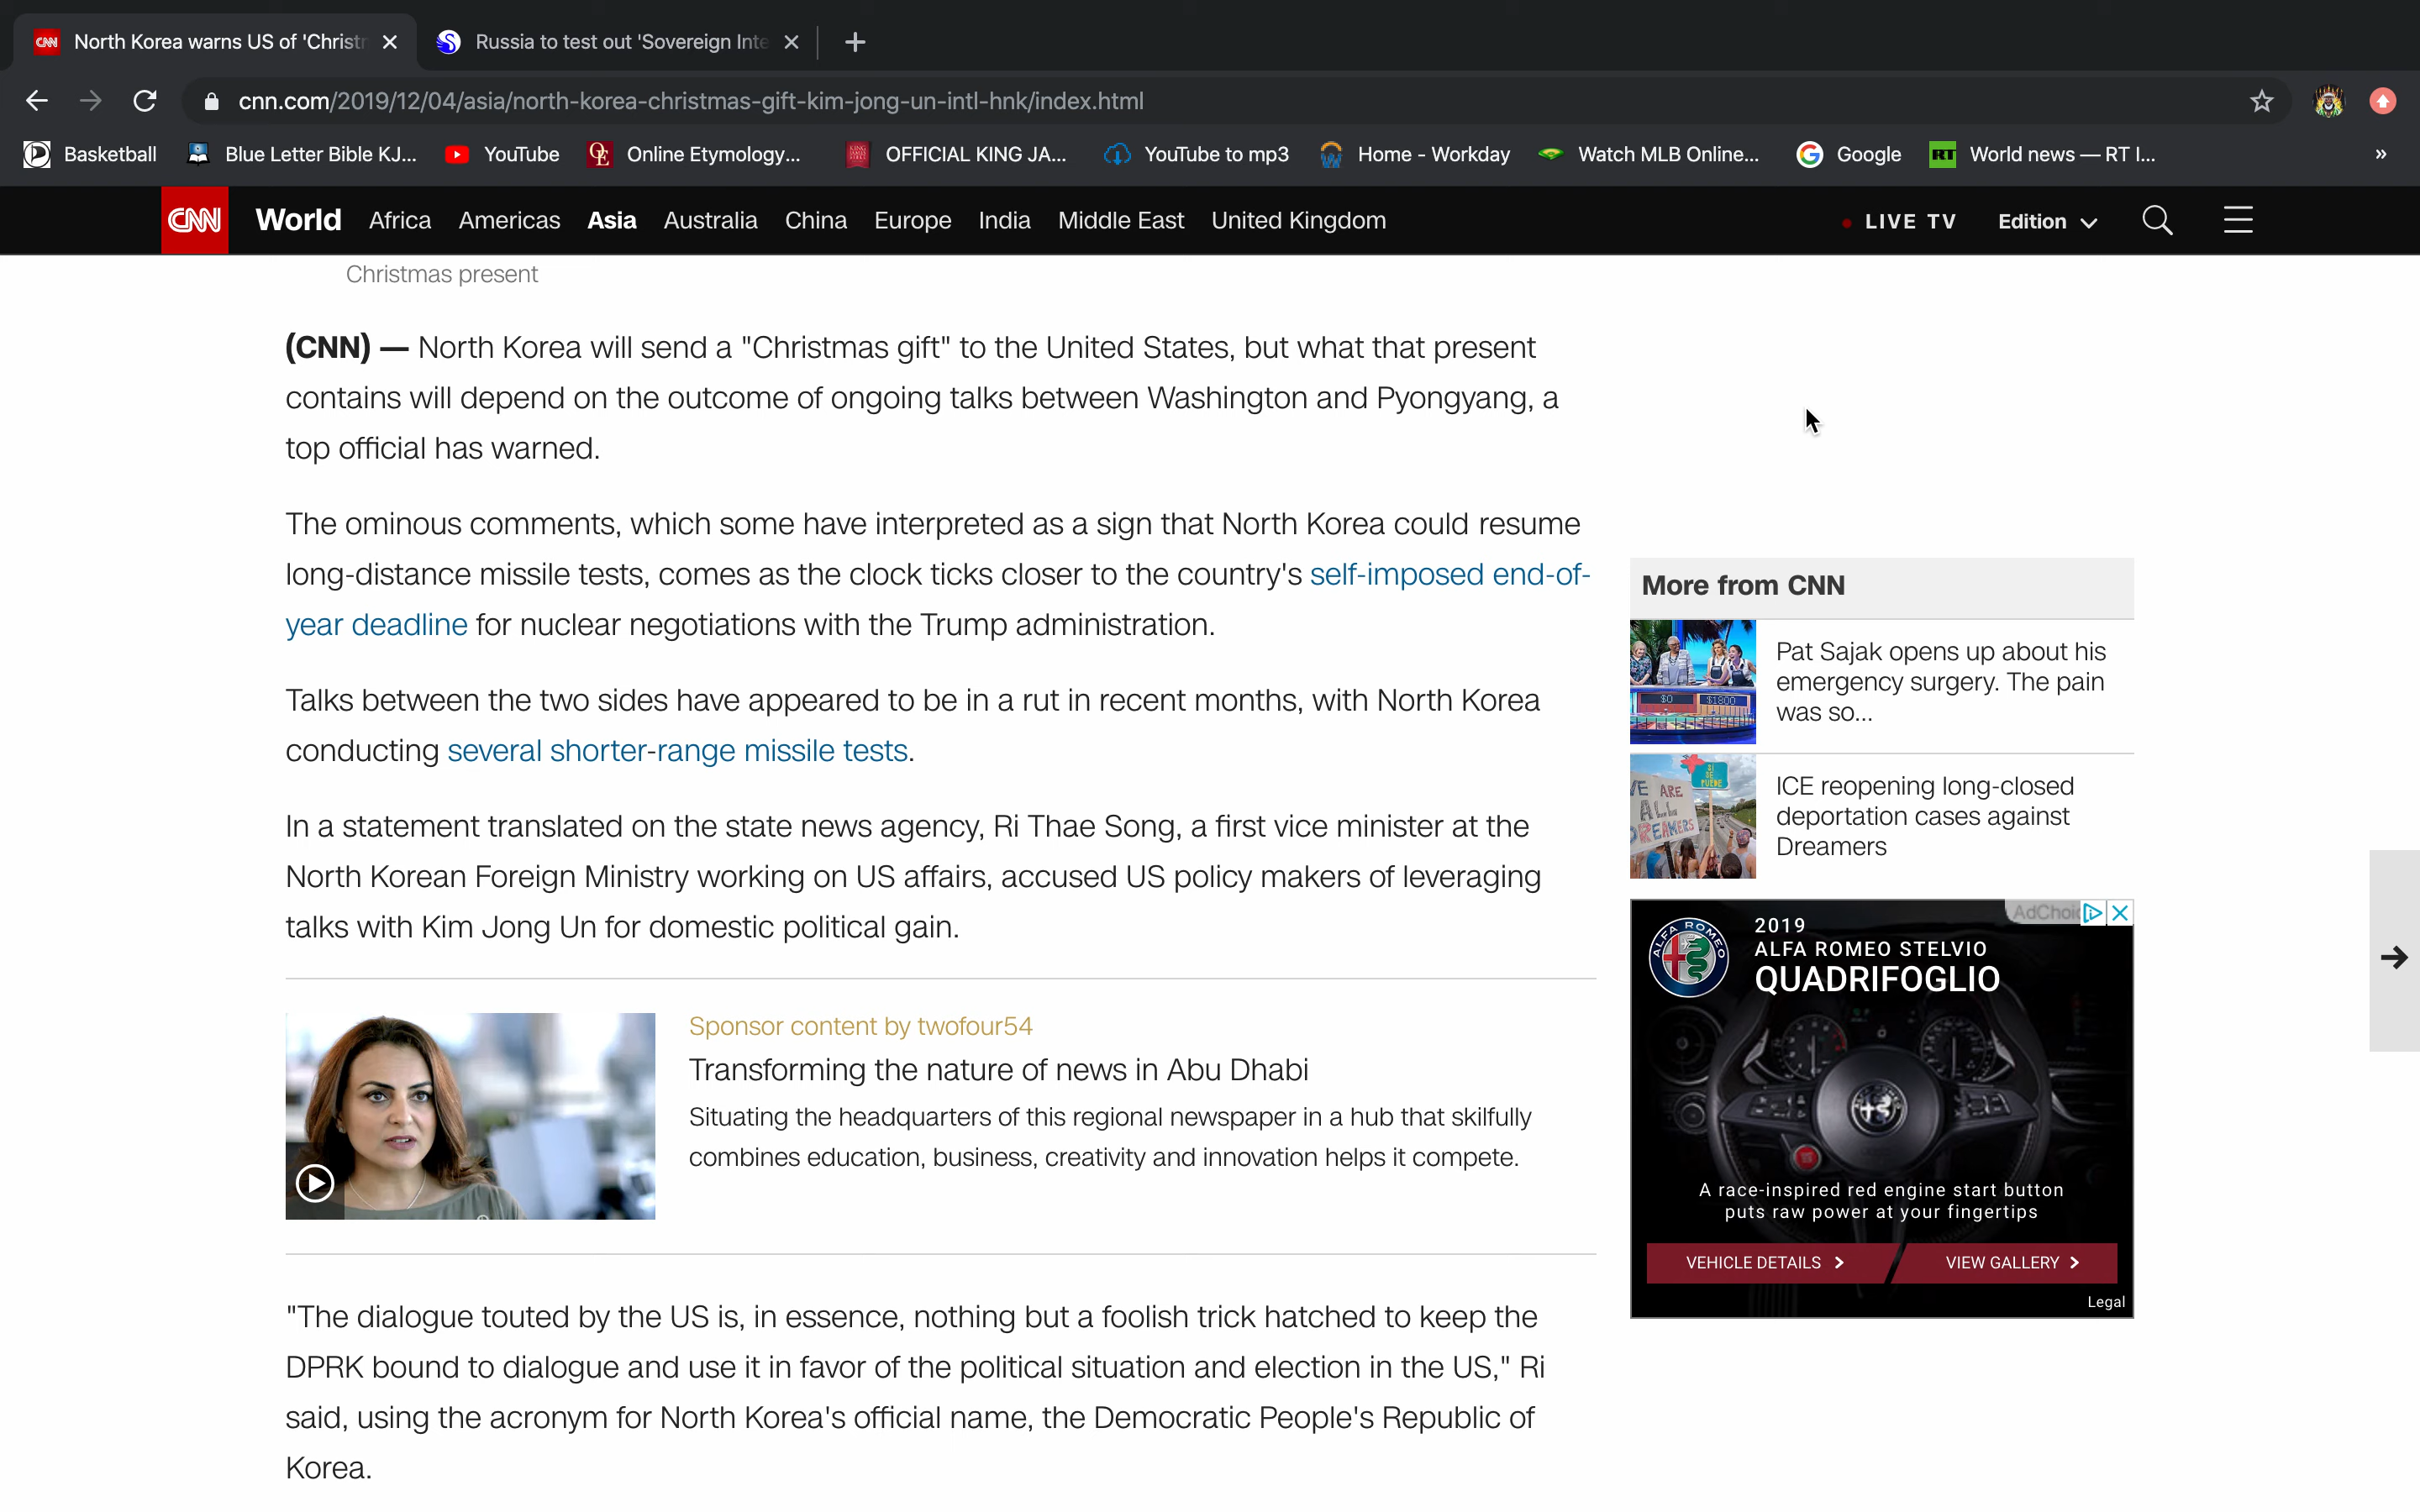 CNN North Korea warns US of 'Christ
Russia to test out 'Sovereign Inte
cnn.com/2019/12/04/asia/north-korea-christmas-gift-kim-jong-un-intl-hnk/index.html
Basketball Blue Letter Bible KJ... YouTube OE Online Etymology... OFFICIAL KING JA... YouTube to mp3 Home - Workday Watch MLB Online... Google RT World news — RT I... »
CNN World Africa Americas Asia Australia China Europe India Middle East United Kingdom LIVE TV Edition
Christmas present
(CNN) — North Korea will send a "Christmas gift" to the United States, but what that present
contains will depend on the outcome of ongoing talks between Washington and Pyongyang, a
top official has warned.
The ominous comments, which some have interpreted as a sign that North Korea could resume
long-distance missile tests, comes as the clock ticks closer to the country's self-imposed end-of-
year deadline for nuclear negotiations with the Trump administration.
Talks between the two sides have appeared to be in a rut in recent months, with North Korea
conducting several shorter-range missile tests.
In a statement translated on the state news agency, Ri Thae Song, a first vice minister at the
North Korean Foreign Ministry working on US affairs, accused US policy makers of leveraging
talks with Kim Jong Un for domestic political gain.
Sponsor content by twofour54
Transforming the nature of news in Abu Dhabi
Situating the headquarters of this regional newspaper in a hub that skilfully
combines education, business, creativity and innovation helps it compete.
"The dialogue touted by the US is, in essence, nothing but a foolish trick hatched to keep the
DPRK bound to dialogue and use it in favor of the political situation and election in the US," Ri
said, using the acronym for North Korea's official name, the Democratic People's Republic of
Korea.
More from CNN
$0 $1800
Pat Sajak opens up about his
emergency surgery. The pain
was so...
SI
SE
PUEDE
WE ARE
ALL
DREAMERS
ICE reopening long-closed
deportation cases against
Dreamers
AdChoic
ALFA ROMEO
2019
ALFA ROMEO STELVIO
QUADRIFOGLIO
A race-inspired red engine start button
puts raw power at your fingertips
VEHICLE DETAILS VIEW GALLERY
Legal